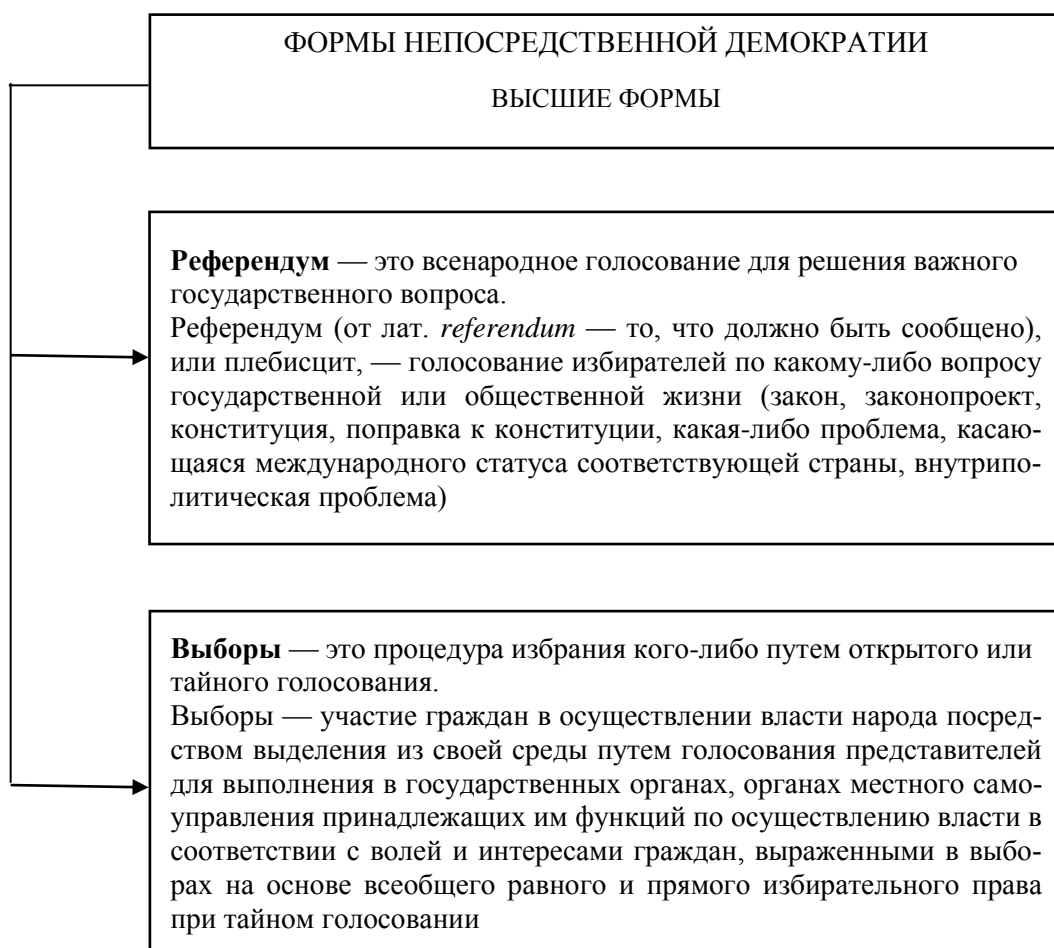 ФОРМЫ НЕПОСРЕДСТВЕННОЙ ДЕМОКРАТИИ
ВЫСШИЕ ФОРМЫ
Референдум — это всенародное голосование для решения важного
государственного вопроса.
Референдум (от лат. referendum — то, что должно быть сообщено),
или плебисцит, — голосование избирателей по какому-либо вопросу
государственной или общественной жизни (закон, законопроект,
конституция, поправка к конституции, какая-либо проблема, касаю-
щаяся международного статуса соответствующей страны, внутрипо-
литическая проблема)
Выборы — это процедура избрания кого-либо путем открытого или
тайного голосования.
Выборы — участие граждан в осуществлении власти народа посред-
ством выделения из своей среды путем голосования представителей
для выполнения в государственных органах, органах местного само-
управления принадлежащих им функций по осуществлению власти в
соответствии с волей и интересами граждан, выраженными в выбо-
рах на основе всеобщего равного и прямого избирательного права
при тайном голосовании